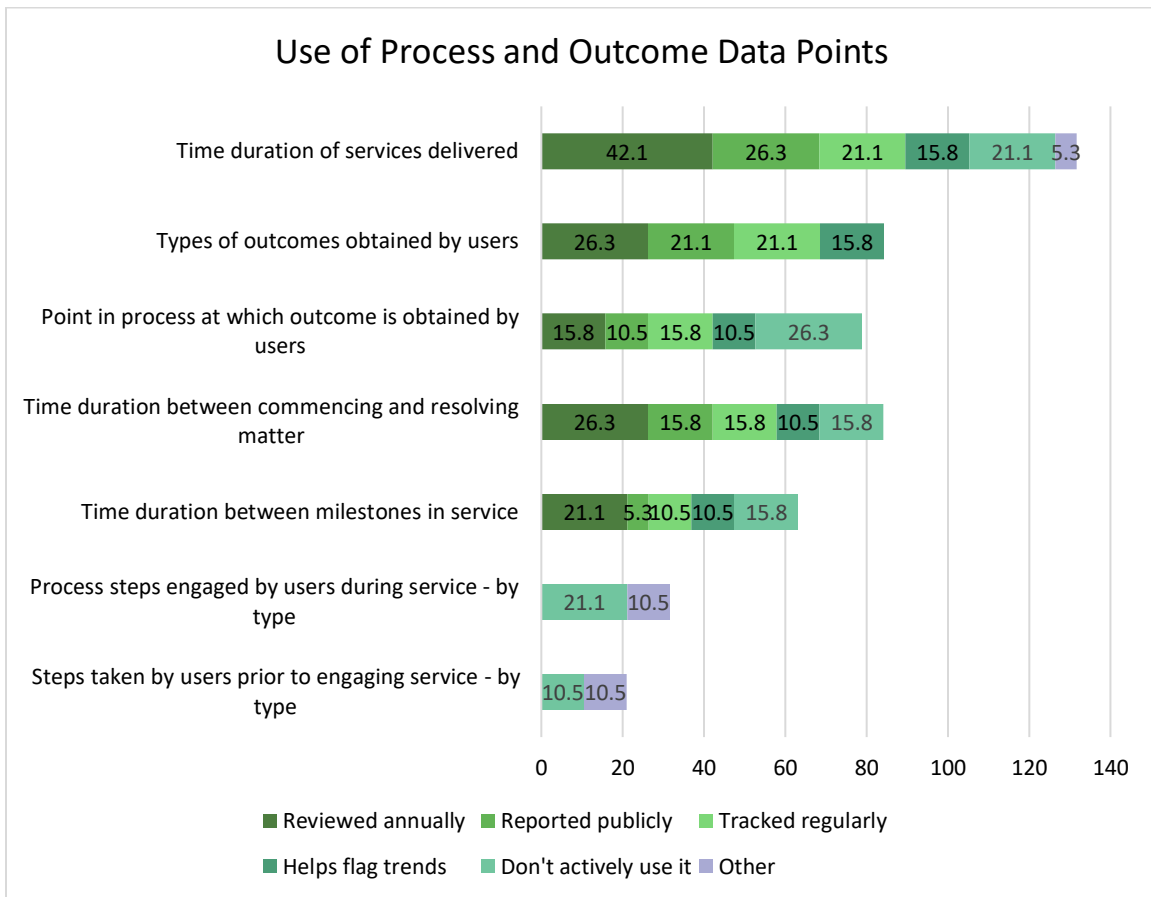 Use of Process and Outcome Data Points
Time duration of services delivered
42.1 26.3 21.1 15.8 21.1 5.3
Types of outcomes obtained by users
26.3 21.1 21.1 15.8
Point in process at which outcome is obtained by
users
15.8 10.5 15.8 10.5 26.3
Time duration between commencing and resolving
matter
26.3 15.8 15.8 10.5 15.8
Time duration between milestones in service
21.1 5.3 10.5 10.5 15.8
Process steps engaged by users during service - by
type
21.1 10.5
Steps taken by users prior to engaging service - by
type
10.5 10.5
0 20 40 60 80 100 120 140
Reviewed annually Reported publicly Tracked regularly
Helps flag trends Don't actively use it Other